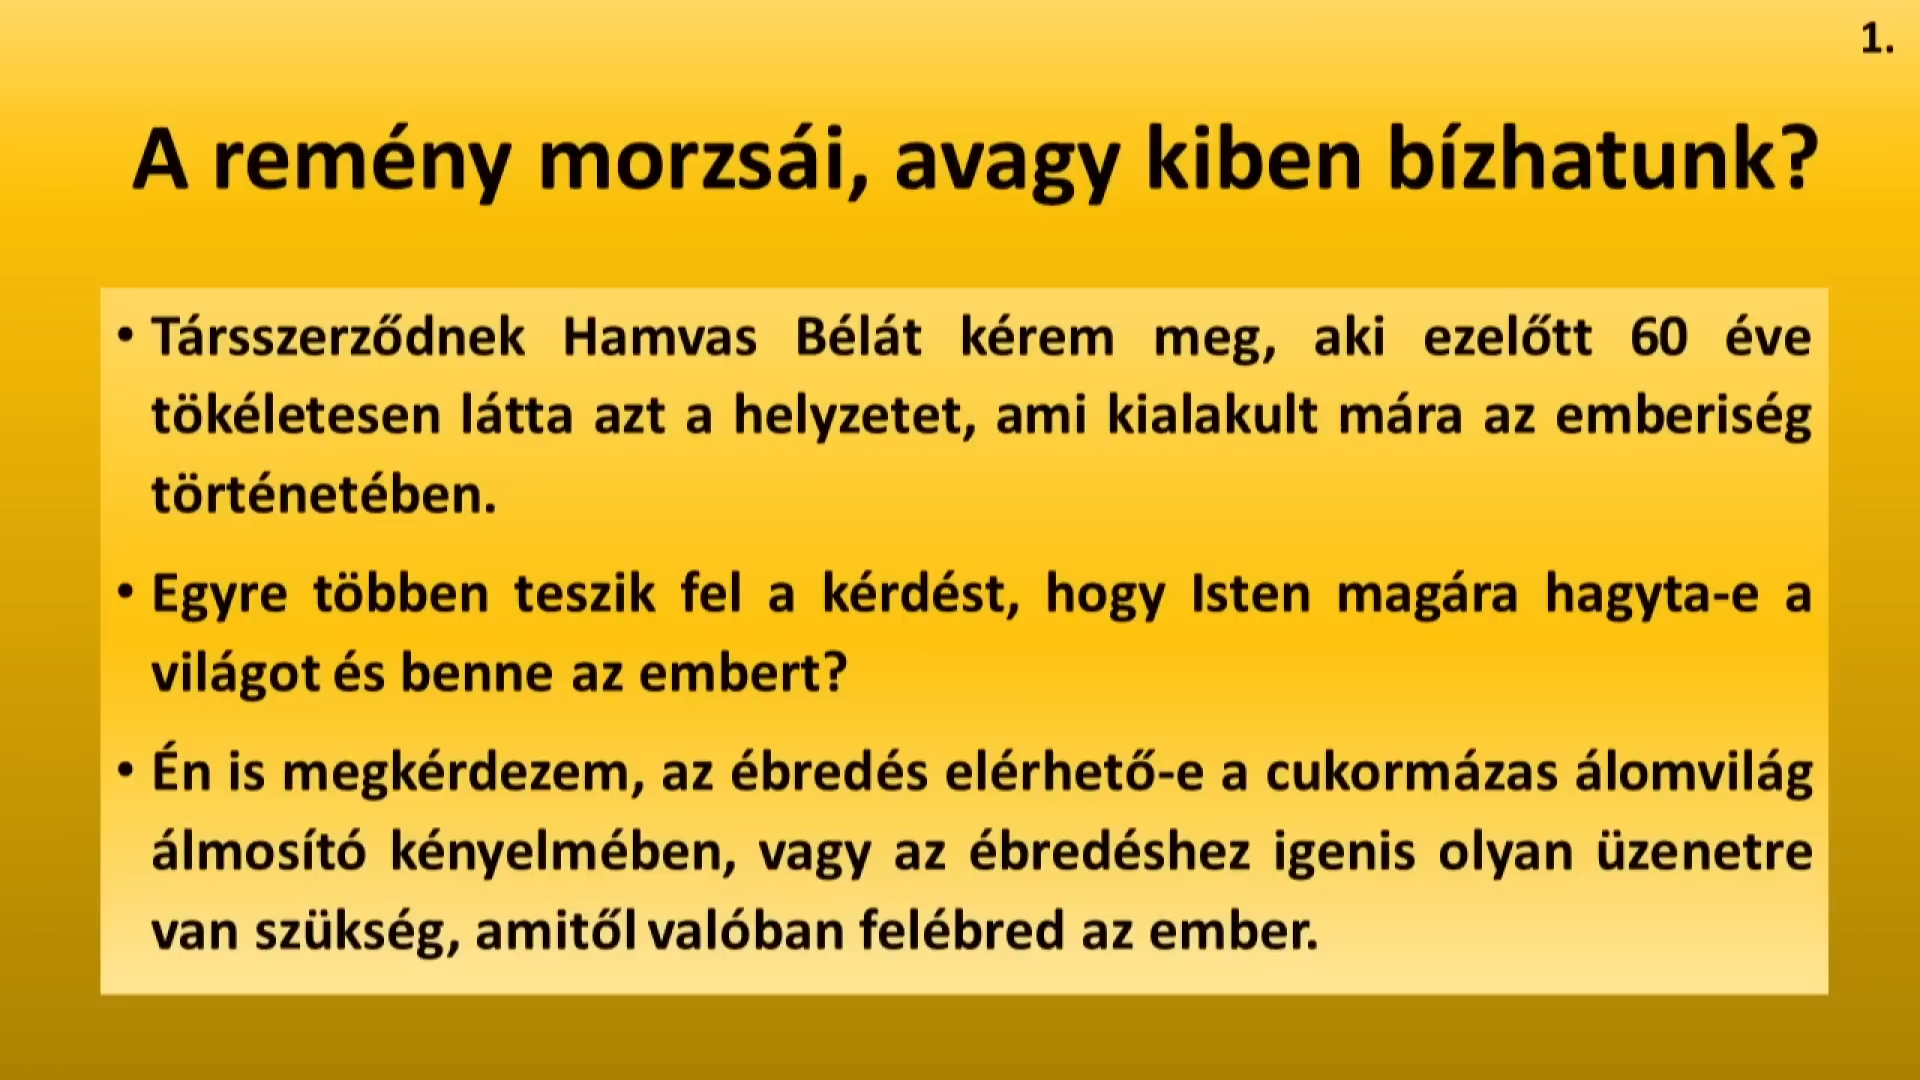 1.
A remény morzsái, avagy kiben bízhatunk?
• Társszerződnek Hamvas Bélát kérem meg, aki ezelőtt 60 éve
tökéletesen látta azt a helyzetet, ami kialakult mára az emberiség
történetében.
• Egyre többen teszik fel a kérdést, hogy Isten magára hagyta-e a
világot és benne az embert?
• Én is megkérdezem, az ébredés elérhető-e a cukormázas álomvilág
álmosító kényelmében, vagy az ébredéshez igenis olyan üzenetre
van szükség, amitől valóban felébred az ember.